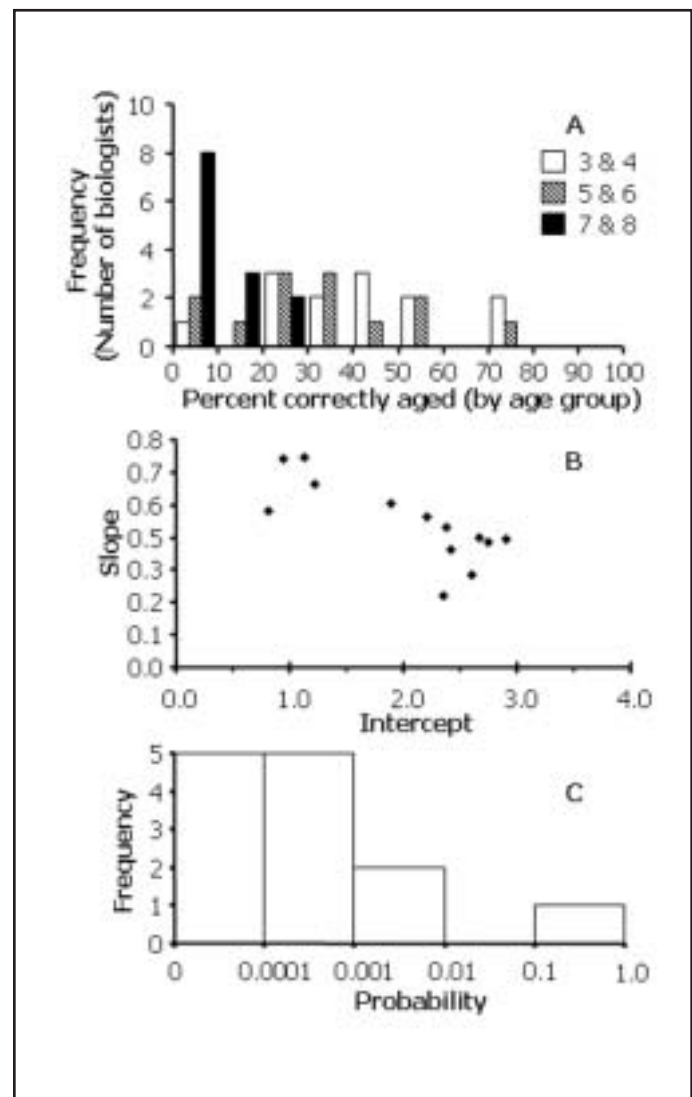 10
8
6
4
2
0
Frequency
(Number of biologists)
A
3 & 4
5 & 6
7 & 8
0 10 20 30 40 50 60 70 80 90 100
Percent correctly aged (by age group)
0.8
0.7
0.6
0.5
0.3
0.2
0.1
0.0
Slope
B
0.0 1.0 2.0 3.0 4.0
Intercept
5
4
3
2
1
0
Frequency
C
0 0.0001 0.001 0.01 0.1 1.0
Probability